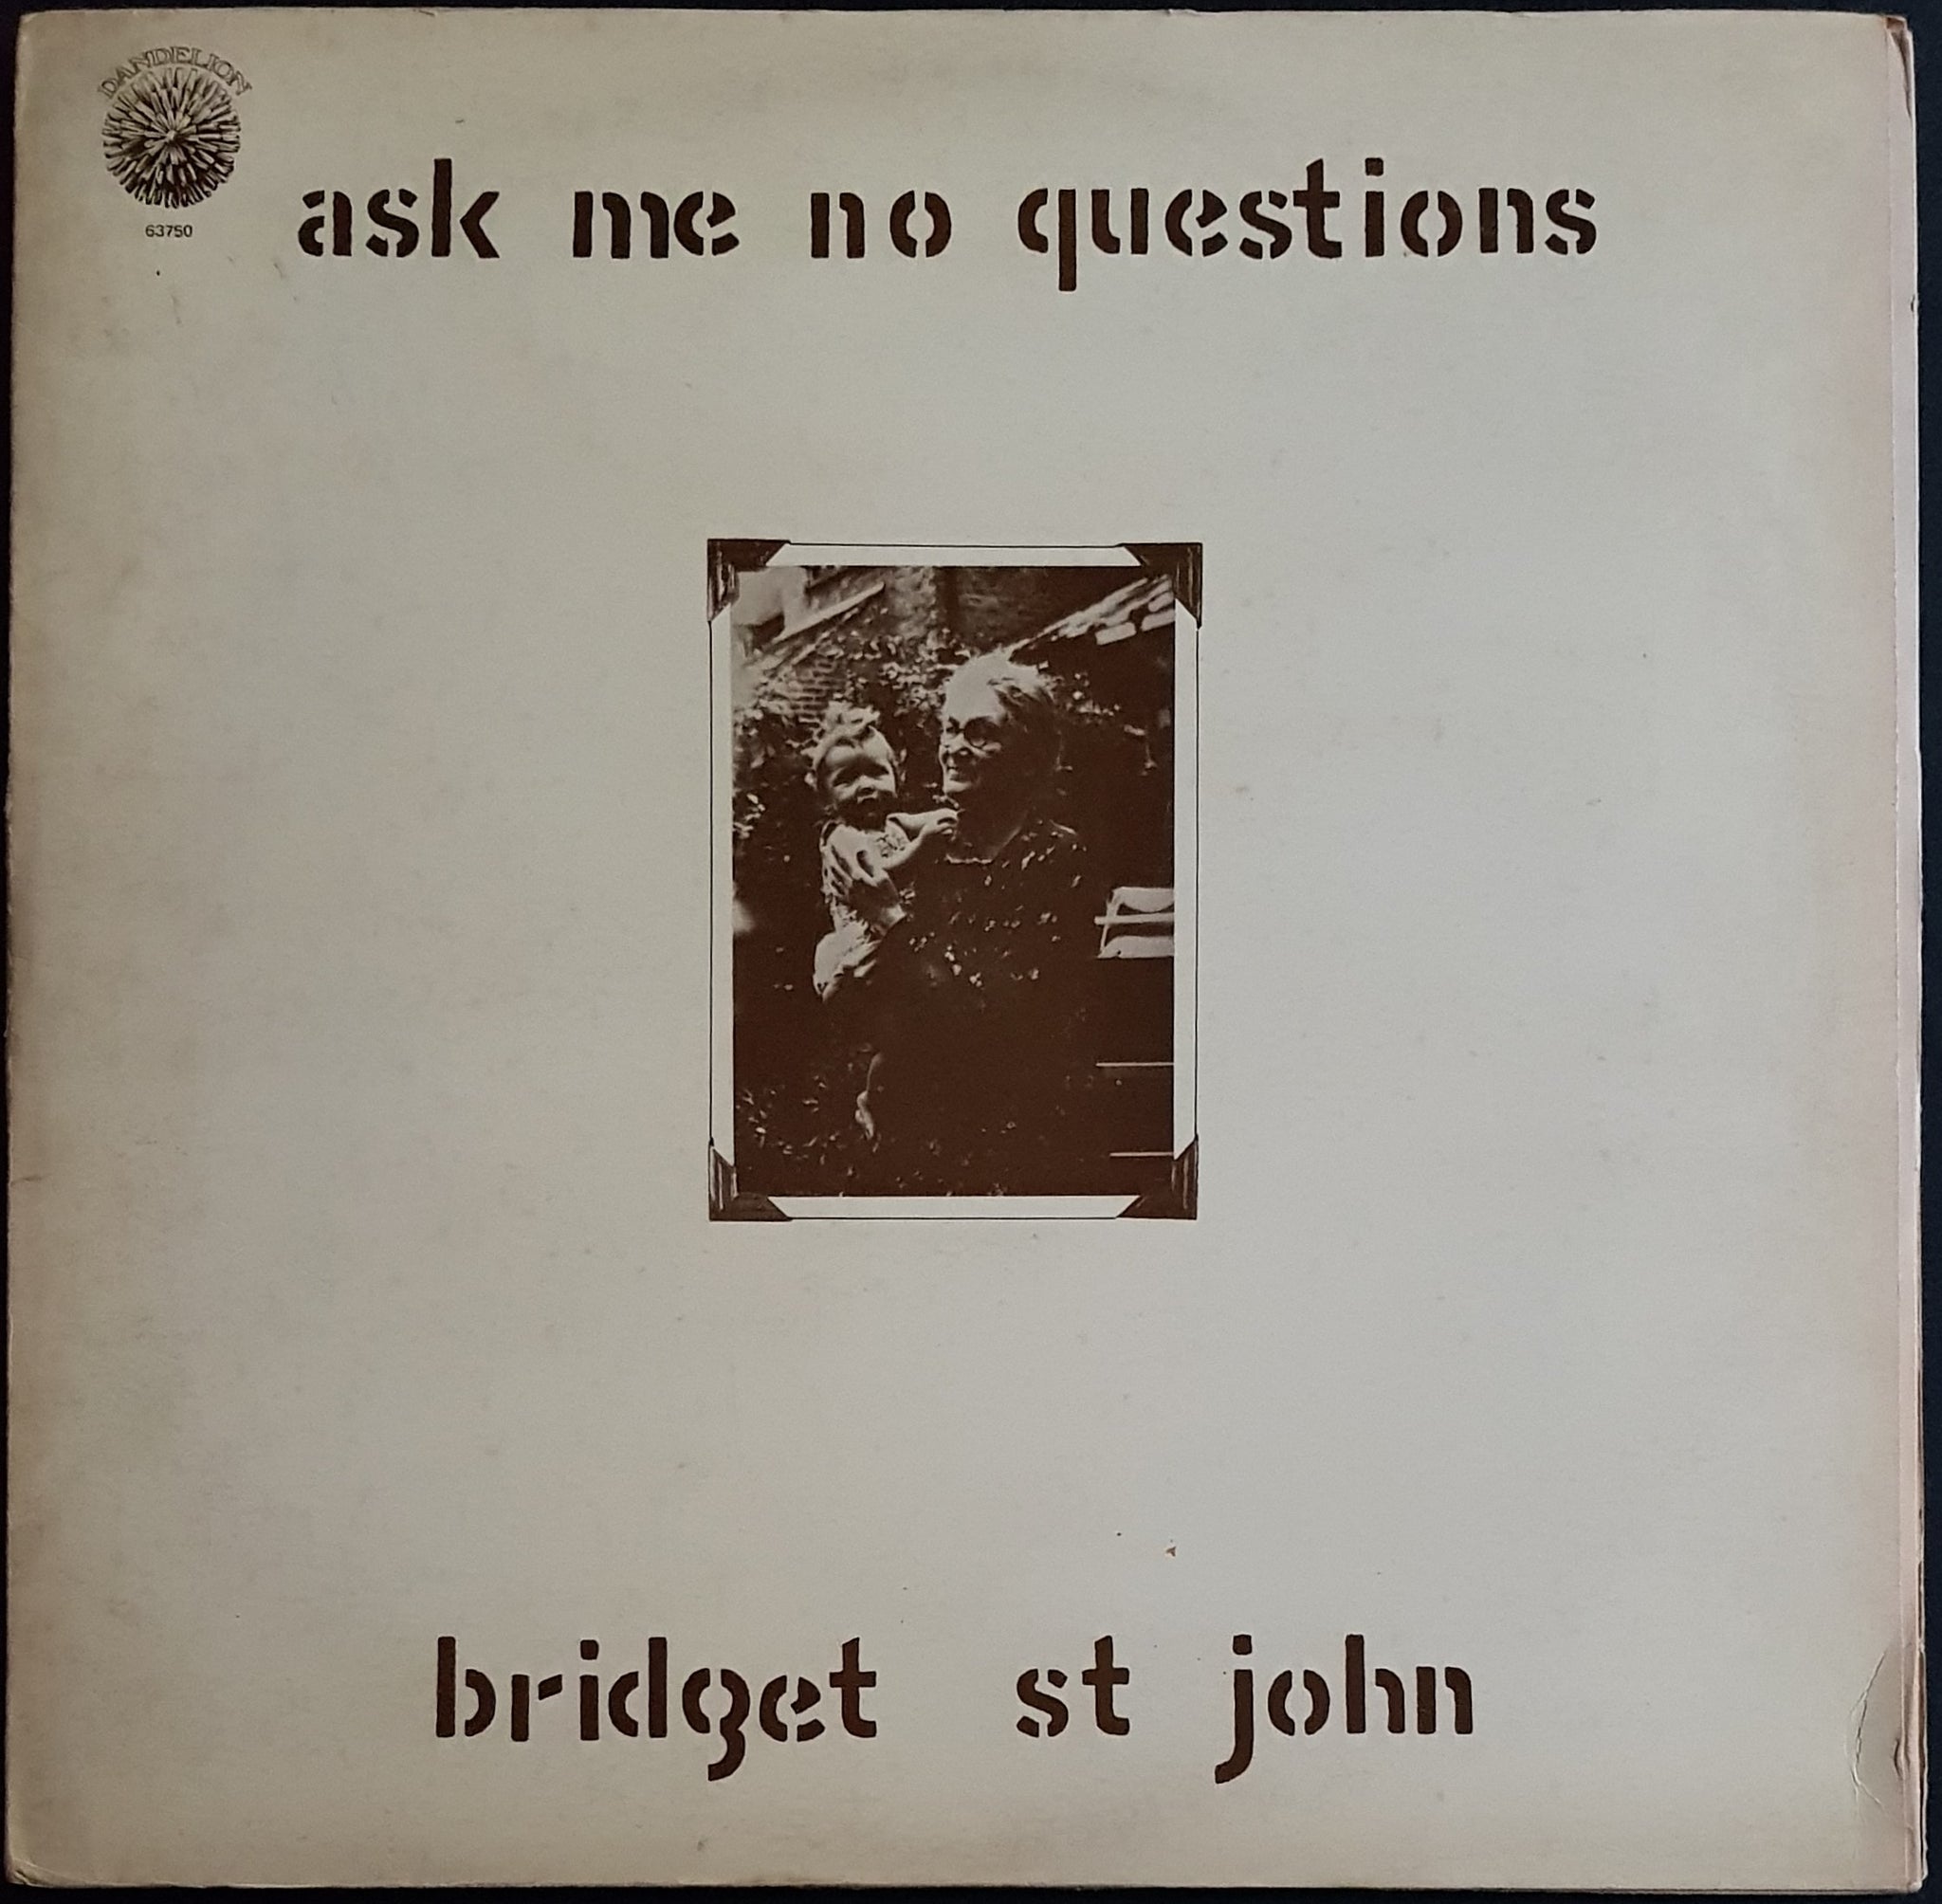 DANDELION
63750
ask me no questions
bridget st john